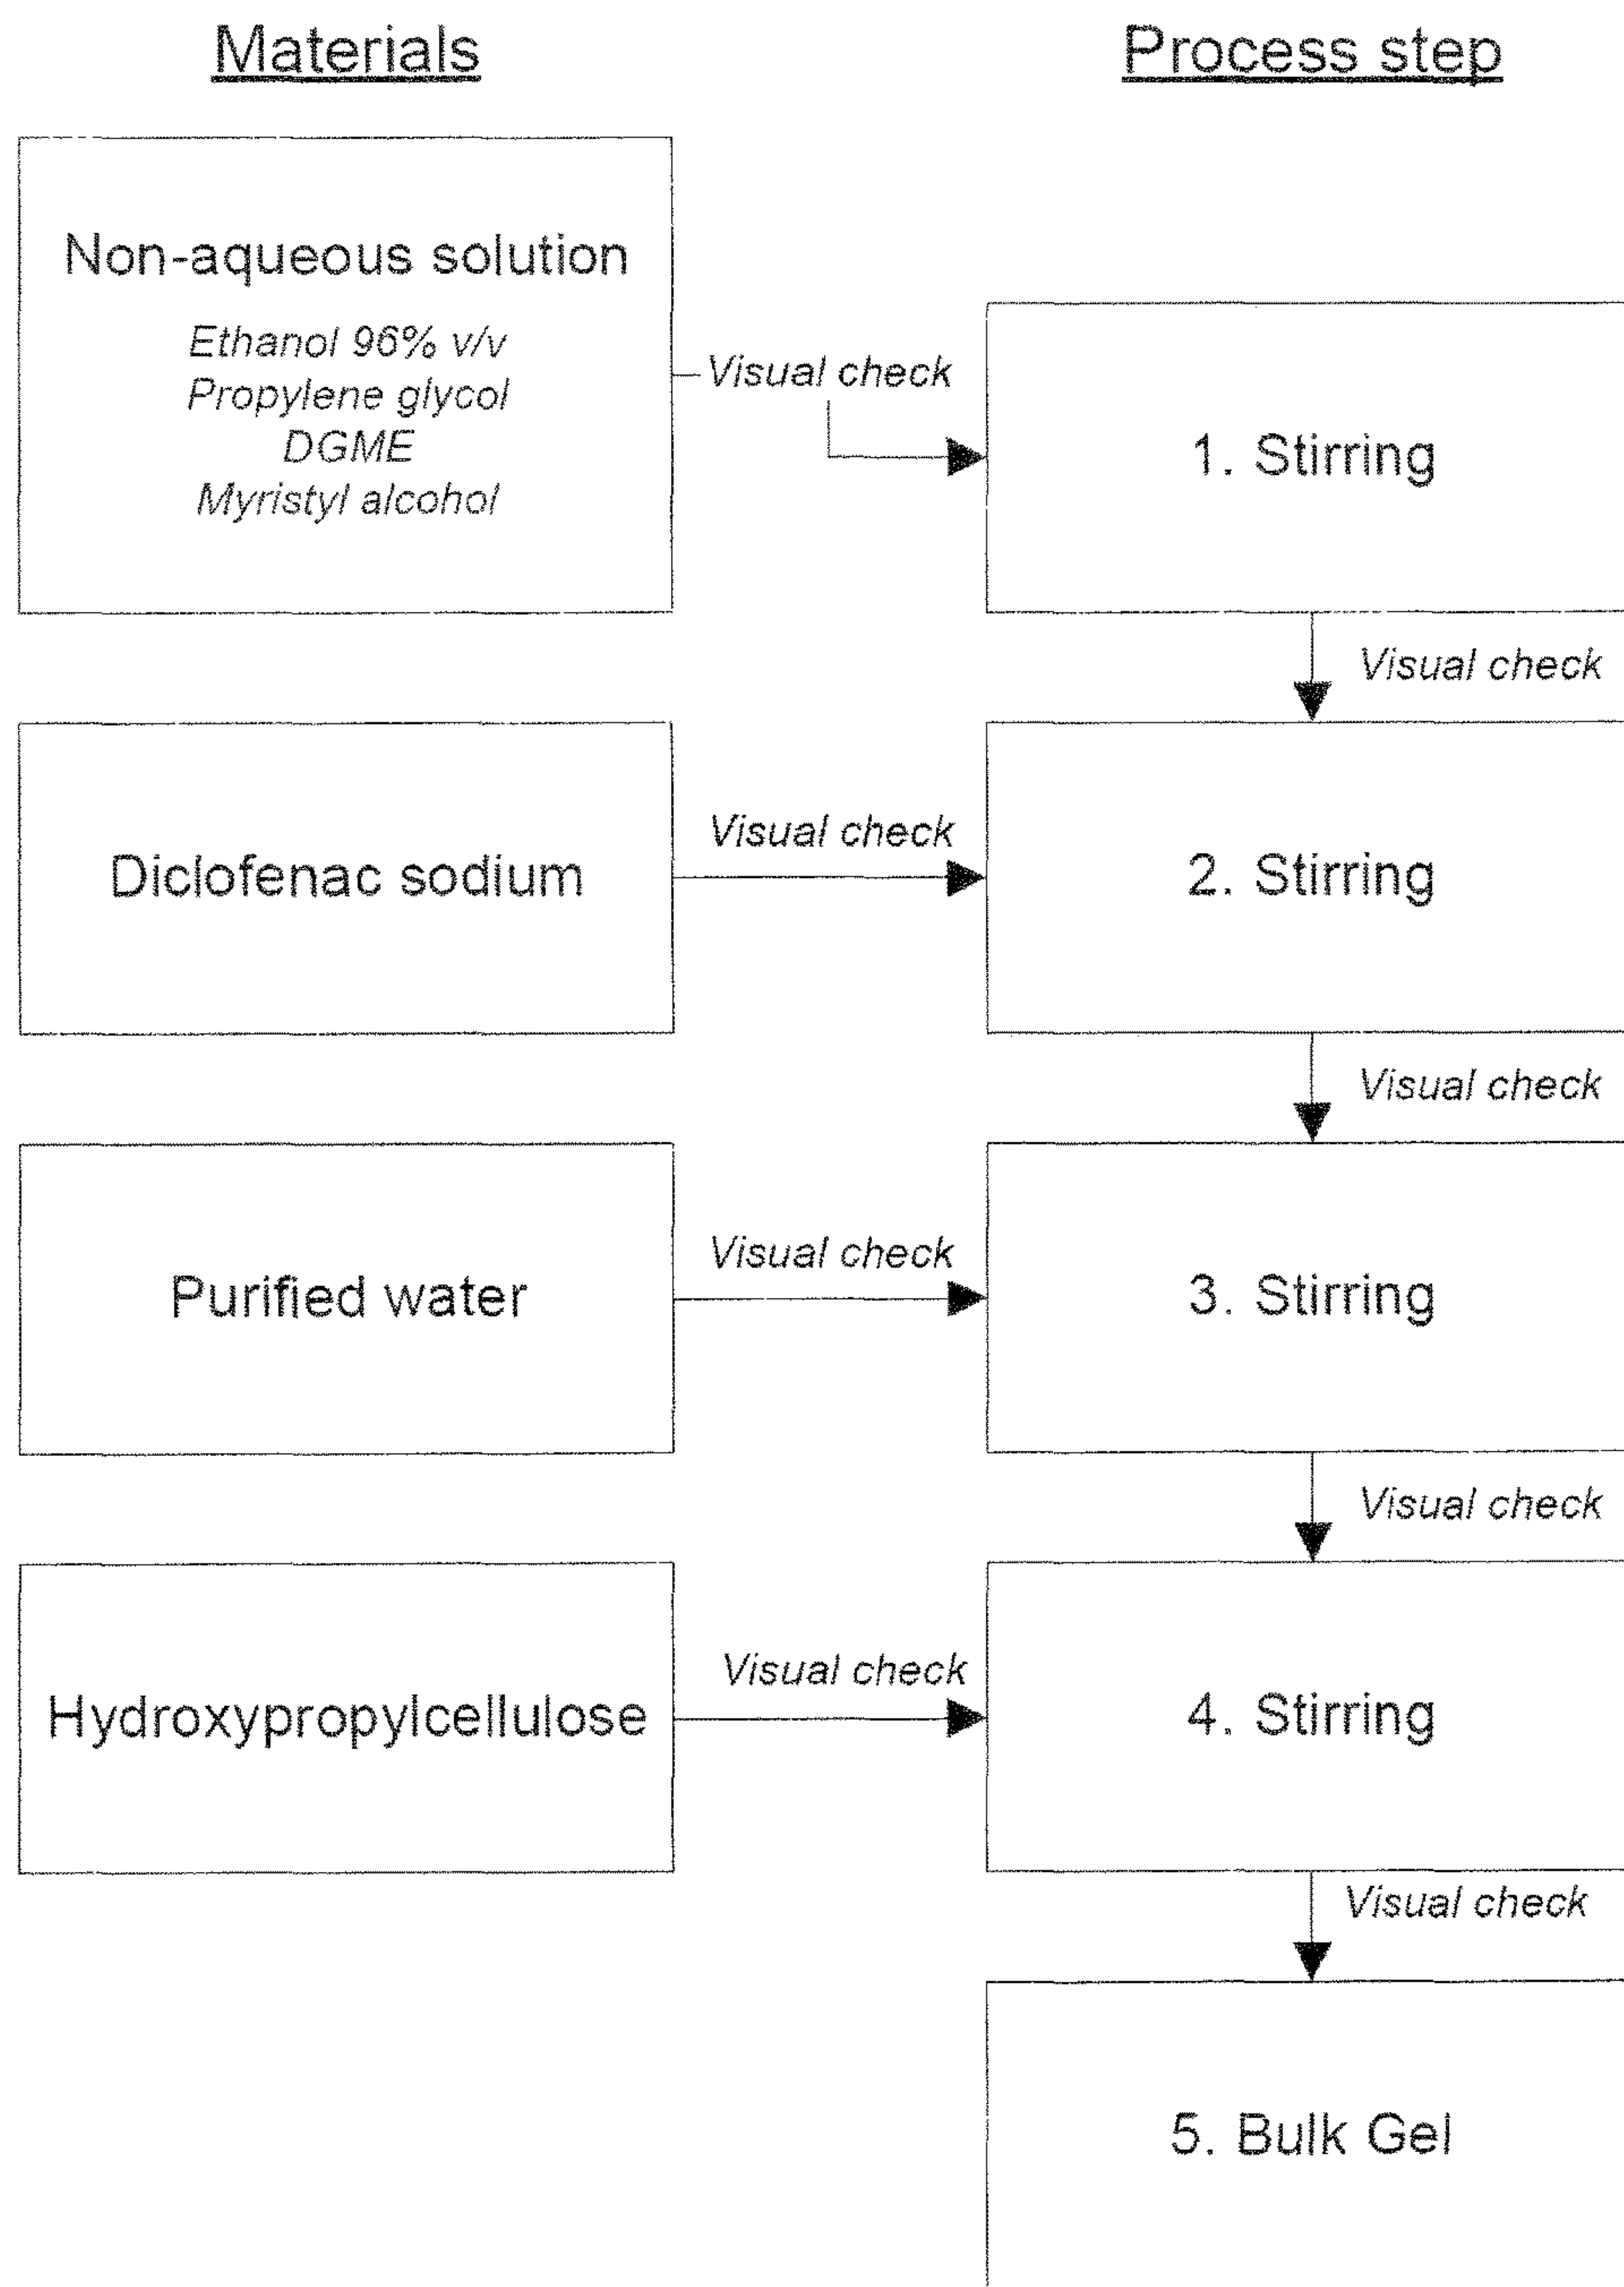 Materials
Process step
Non-aqueous solution
Ethanol 96% v/v
Propylene glycol
DGME
Myristyl alcohol
Visual check
1. Stirring
Visual check
Diclofenac sodium
Visual check
2. Stirring
Visual check
Purified water
Visual check
3. Stirring
Visual check
Hydroxypropylcellulose
Visual check
4. Stirring
Visual check
5. Bulk Gel